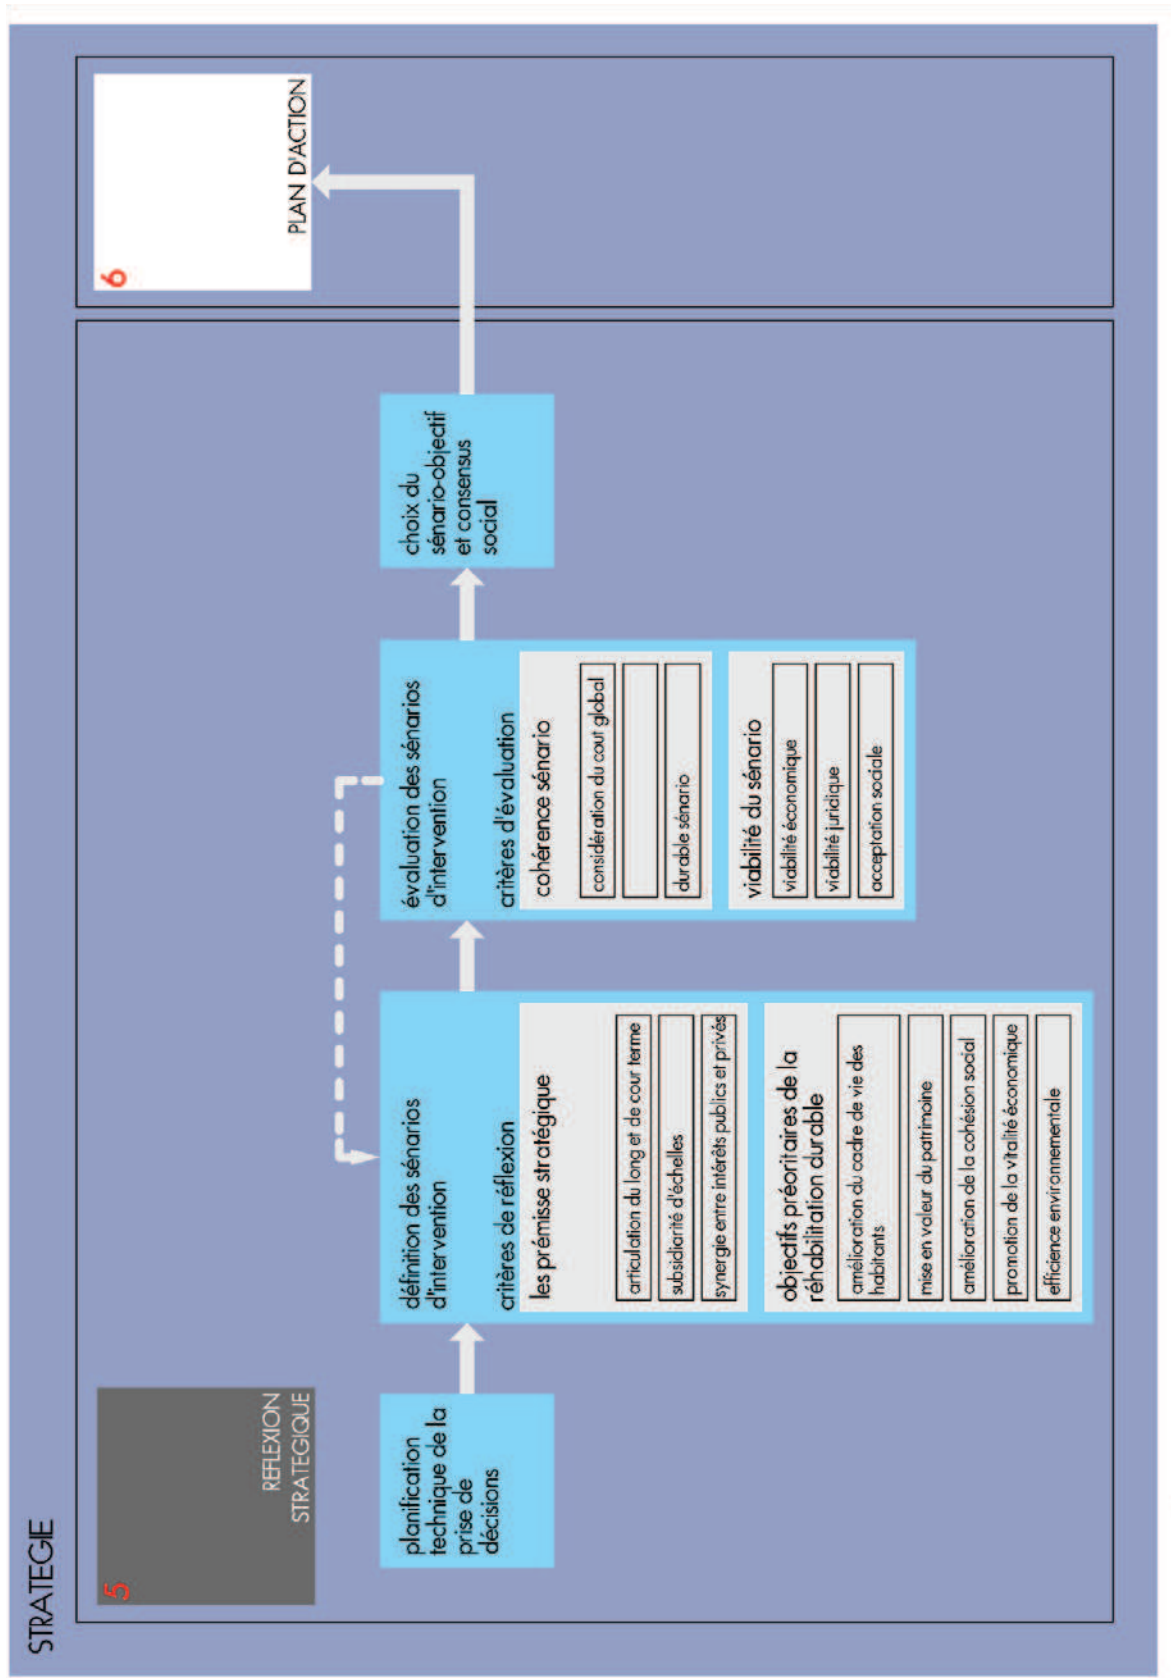 STRATEGIE
5
REFLEXION
STRATEGIQUE
planification
technique de la
prise de
décisions
définition des sénarios
d'intervention
critères de réflexion
les prémisse stratégique
articulation du long et de cour terme
subsidiarité d'échelles
synergie entre intérêts publics et privés
objectifs préoritaires de la
réhabilitation durable
amélioration du cadre de vie des
habitants
mise en valeur du patrimoine
amélioration de la cohésion social
promotion de la vitalité économique
efficience environnementale
évaluation des sénarios
d'intervention
critères d'évaluation
cohérence sénario
considération du cout global
durable sénario
viabilité du sénario
viabilité économique
viabilité juridique
acceptation sociale
choix du
sénario-objectif
et consensus
social
6
PLAN D'ACTION